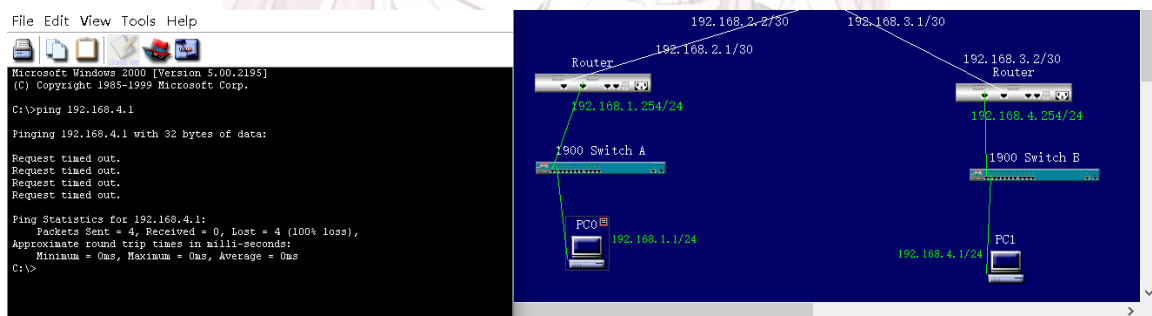 File Edit View Tools Help
Microsoft Windows 2000 [Version 5.00.2195]
(C) Copyright 1985-1999 Microsoft Corp.
C:\>ping 192.168.4.1
Pinging 192.168.4.1 with 32 bytes of data:
Request timed out.
Request timed out.
Request timed out.
Request timed out.
Ping Statistics for 192.168.4.1:
Packets Sent = 4, Received = 0, Lost = 4 (100% loss),
Approximate round trip times in milli-seconds:
Minimum = 0ms, Maximum = 0ms, Average = 0ms
C:\>
192.168.2.2/30
192.168.3.1/30
192.168.2.1/30
Router
192.168.3.2/30
Router
192.168.1.254/24
192.168.4.254/24
1900 Switch A
1900 Switch B
PC0
192.168.1.1/24
PC1
192.168.4.1/24